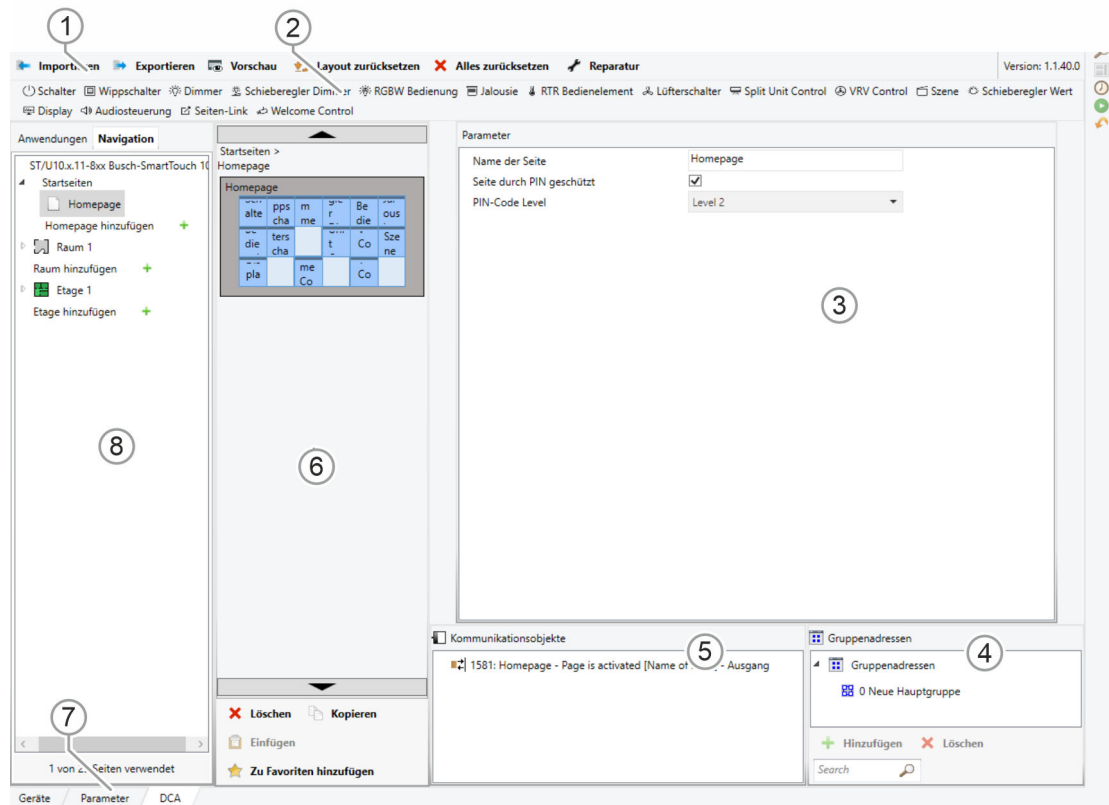 1
2
Importieren Exportieren Vorschau Layout zurücksetzen Alles zurücksetzen Reparatur Version: 1.1.40.0
Schalter Wippschalter Dimmer Schieberegler Dimmer RGBW Bedienung Jalousie RTR Bedienelement Lüfterschalter Split Unit Control VRV Control Szene Schieberegler Wert
Display Audiosteuerung Seiten-Link Welcome Control
Anwendungen Navigation
ST/U10.x.11-8xx Busch-SmartTouch 10
Startseiten
Homepage
Homepage hinzufügen +
Raum 1
Raum hinzufügen +
Etage 1
Etage hinzufügen +
8
1 von Seiten verwendet
Startseiten >
Homepage
Homepage
alte pps cha m me r Be die ous
die ters cha t Co Sze ne
pla me Co Co
6
Löschen Kopieren
Einfügen
Zu Favoriten hinzufügen
Parameter
Name der Seite Homepage
Seite durch PIN geschützt
PIN-Code Level Level 2
3
Kommunikationsobjekte
5
1581: Homepage - Page is activated [Name of - Ausgang
Gruppenadressen
4
Gruppenadressen
0 Neue Hauptgruppe
Hinzufügen Löschen
Search
7
Geräte Parameter DCA